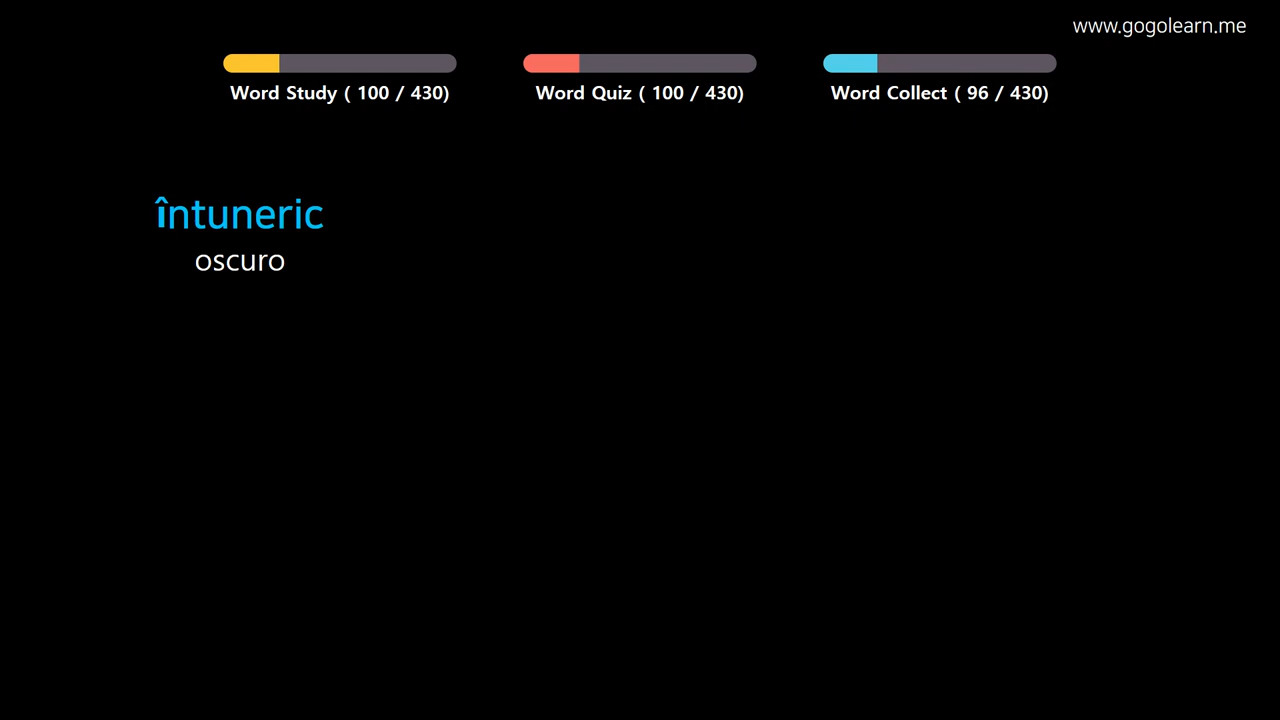 www.gogolearn.me
Word Study ( 100 / 430)
Word Quiz ( 100 / 430)
Word Collect ( 96 / 430)
întuneric
oscuro